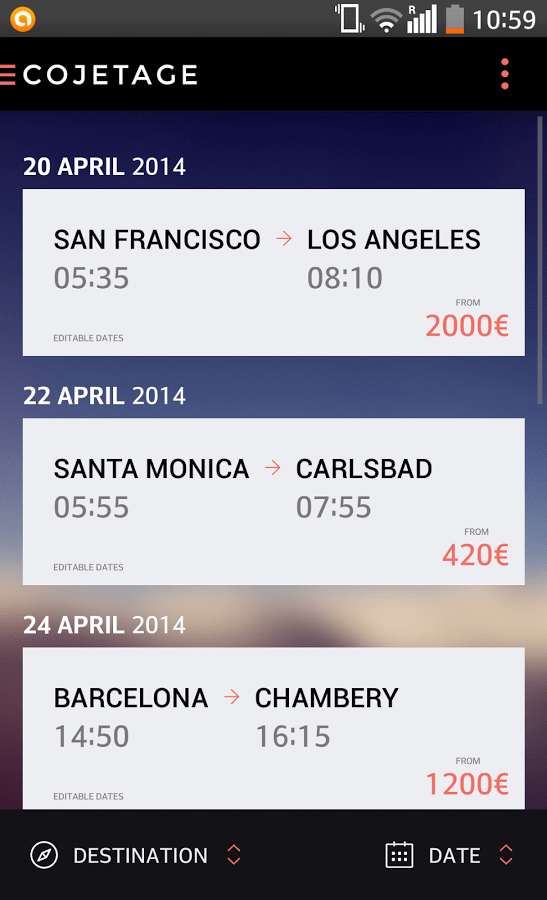 R 10:59
COJETAGE
20 APRIL 2014
SAN FRANCISCO → LOS ANGELES
05:35 08:10
FROM
2000€
EDITABLE DATES
22 APRIL 2014
SANTA MONICA → CARLSBAD
05:55 07:55
FROM
420€
EDITABLE DATES
24 APRIL 2014
BARCELONA → CHAMBERY
14:50 16:15
FROM
1200€
EDITABLE DATES
DESTINATION DATE